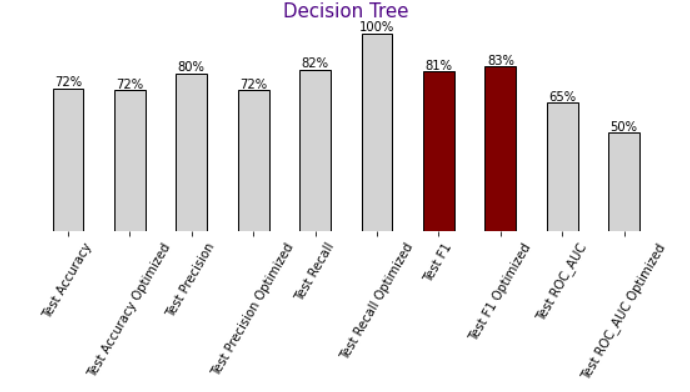 Decision Tree
72%
72%
80%
72%
82%
100%
81%
83%
65%
50%
Test Accuracy
Test Accuracy Optimized
Test Precision
Test Precision Optimized
Test Recall
Test Recall Optimized
Test F1
Test F1 Optimized
Test ROC_AUC
Test ROC_AUC Optimized